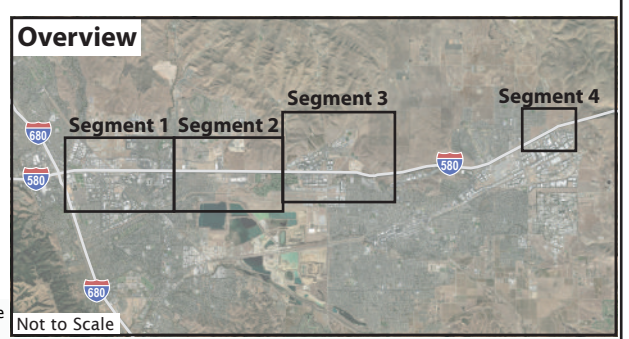 Overview
Segment 3
Segment 4
Segment 1
Segment 2
680
580
580
680
e
Not to Scale